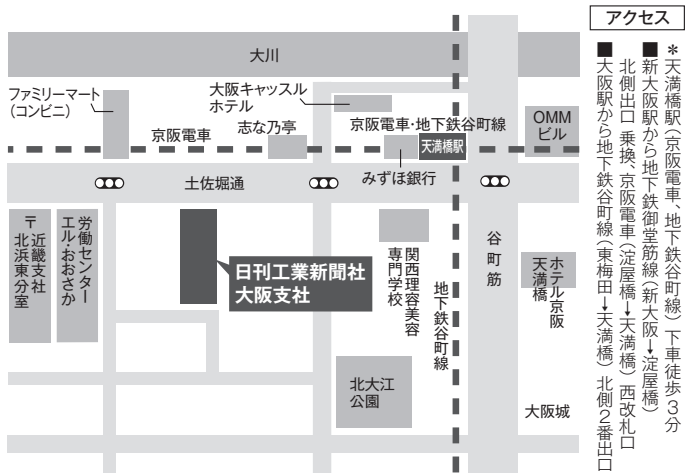 アクセス
＊天満橋駅（京阪電車、地下鉄谷町線）下車徒歩3分
■新大阪駅から地下鉄御堂筋線（新大阪→淀屋橋）
北側出口 乗換、京阪電車（淀屋橋→天満橋）西改札口
■大阪駅から地下鉄谷町線（東梅田→天満橋）北側2番出口
大川
ファミリーマート
（コンビニ）
大阪キャッスル
ホテル
京阪電車
志な乃亭
京阪電車・地下鉄谷町線
天満橋駅
OMM
ビル
みずほ銀行
土佐堀通
〒近畿支社
北浜東分室
労働センター
エル・おおさか
日刊工業新聞社
大阪支社
関西理容美容
専門学校
地下鉄谷町線
谷町筋
ホテル京阪
天満橋
北大江
公園
大阪城